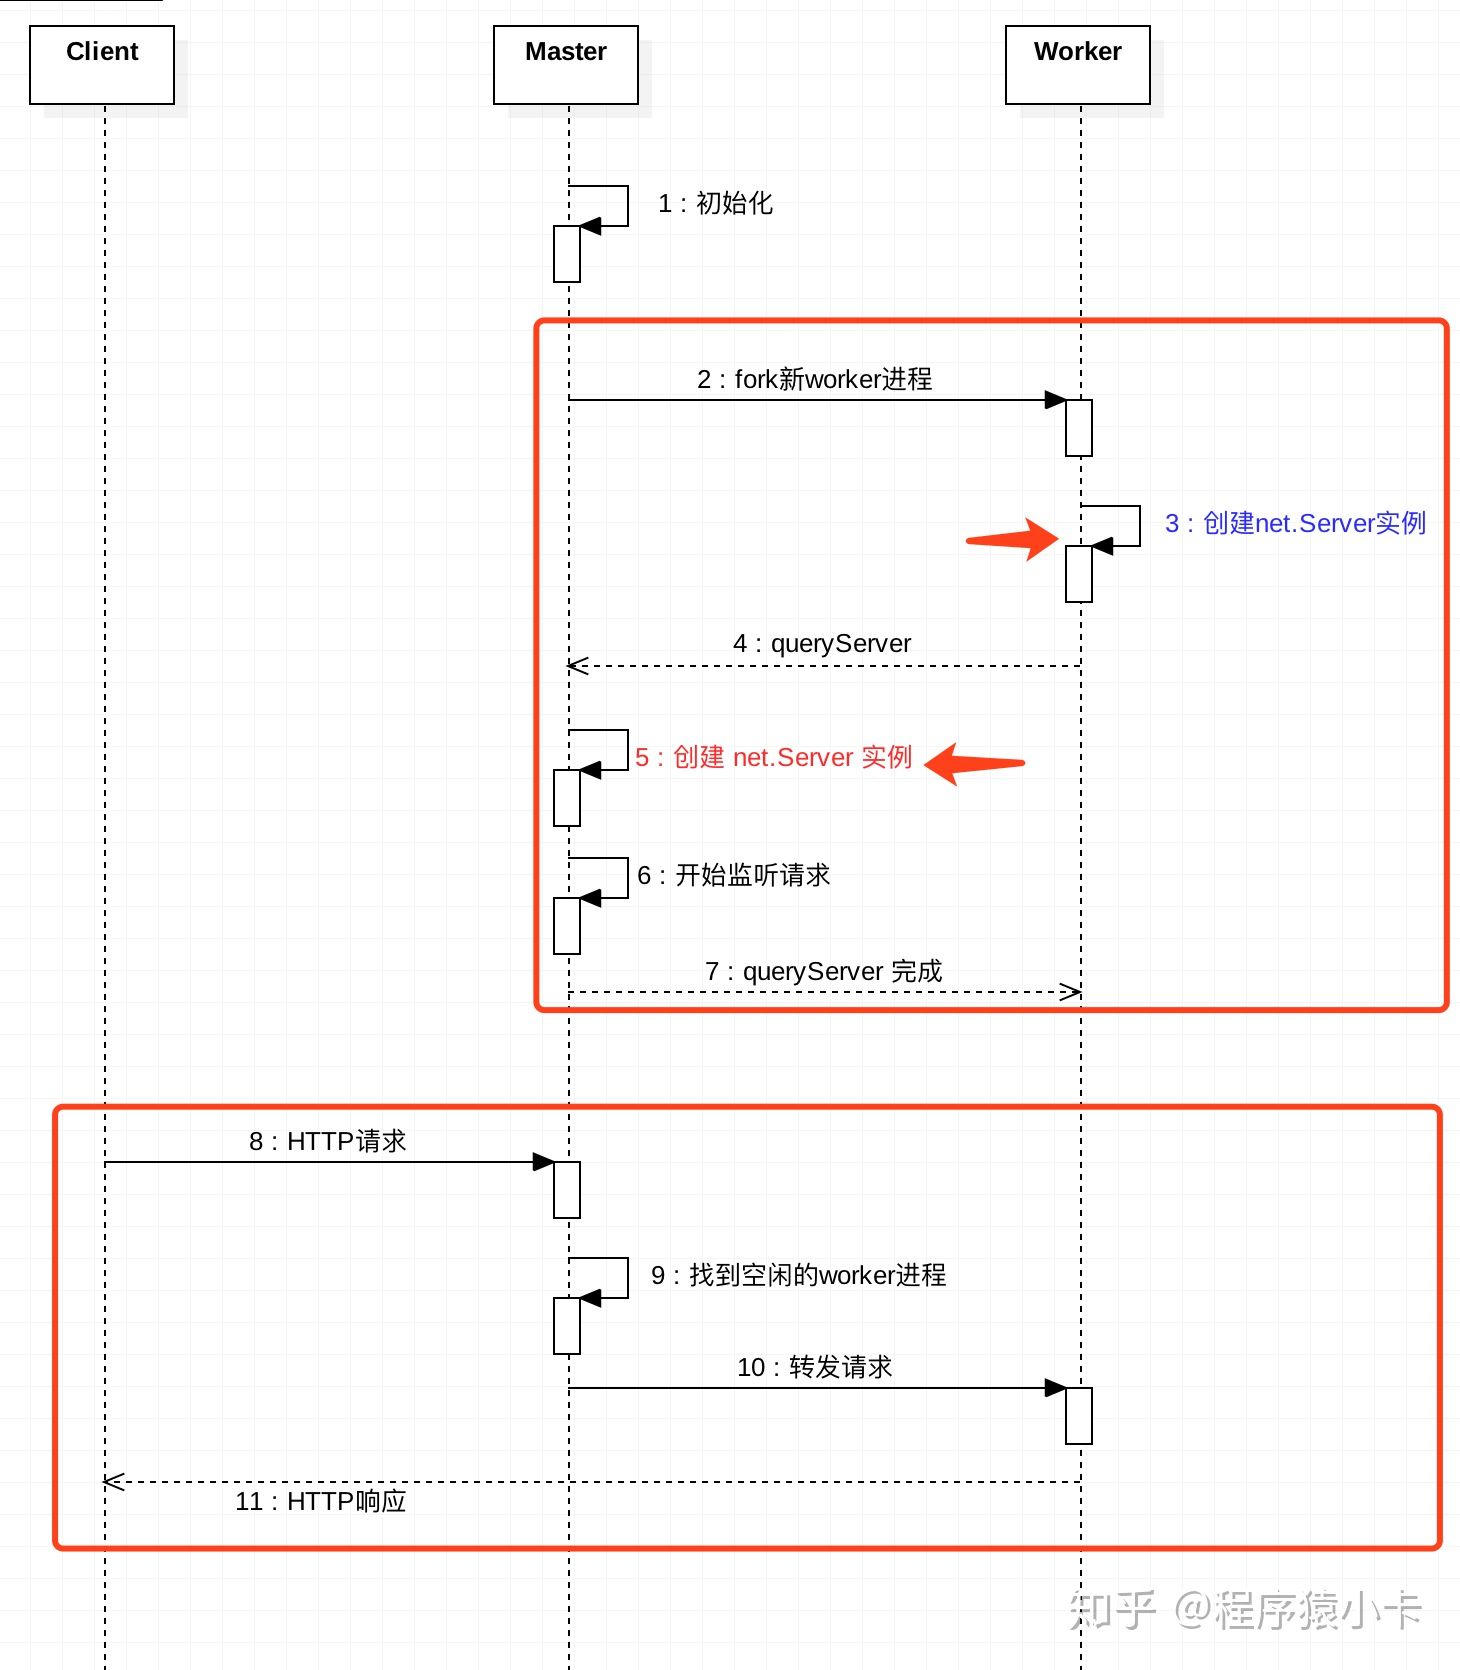 Client
Master
Worker
1 : 初始化
2 : fork新worker进程
3 : 创建net.Server实例
4 : queryServer
5 : 创建 net.Server 实例
6 : 开始监听请求
7 : queryServer 完成
8 : HTTP请求
9 : 找到空闲的worker进程
10 : 转发请求
11 : HTTP响应
知乎 @程序猿小卡